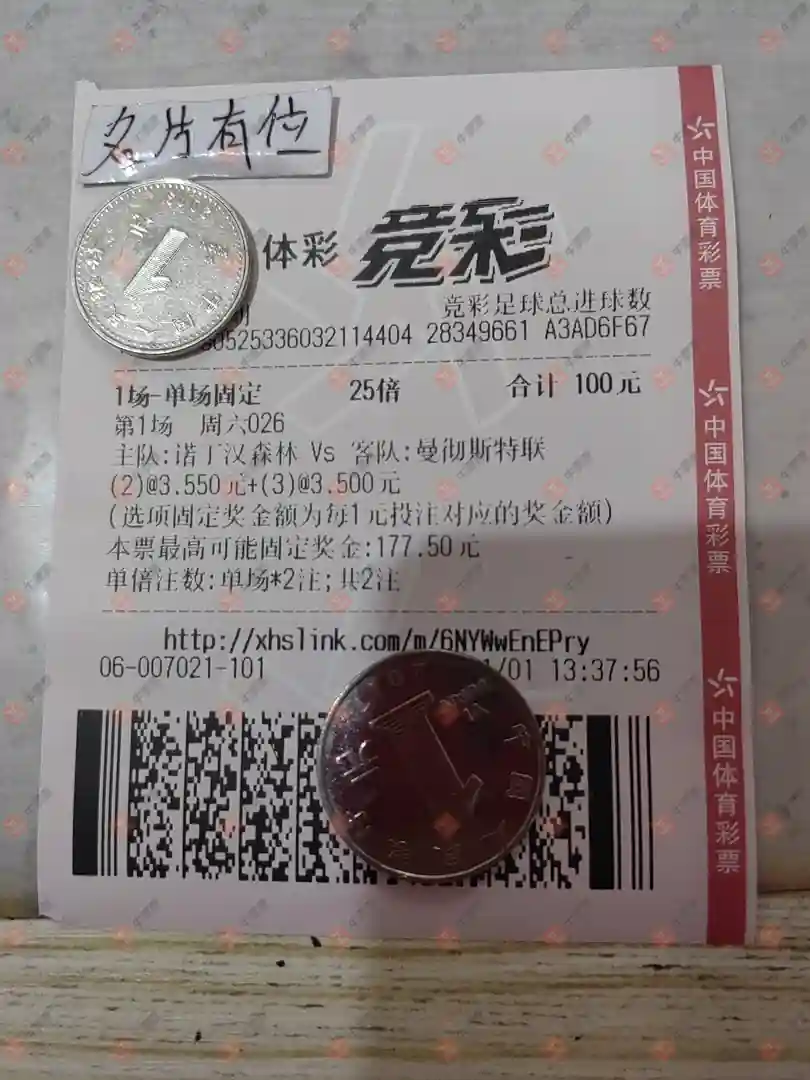 名片有位
体彩 竞彩
竞彩足球总进球数
0525336032114404 28349661 A3AD6F67
1场-单场固定 25倍 合计 100元
第1场 周六026
主队:诺丁汉森林 Vs 客队:曼彻斯特联
(2)@3.550元+(3)@3.500元
(选项固定奖金额为每1元投注对应的奖金额)
本票最高可能固定奖金:177.50元
单倍注数:单场*2注;共2注
http://xhslink.com/m/6NYWwEnEPry
06-007021-101 1/01 13:37:56
中国体育彩票
中国体育彩票
中国体育彩票